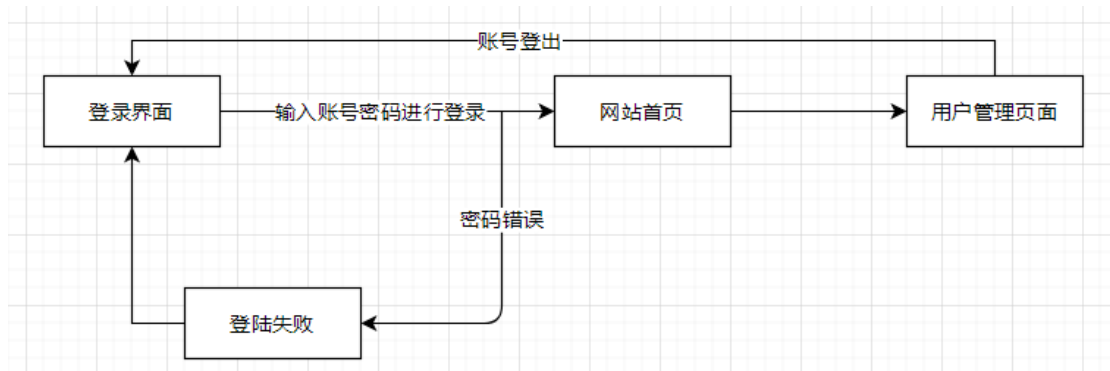 账号登出
登录界面
输入账号密码进行登录
网站首页
用户管理页面
密码错误
登陆失败